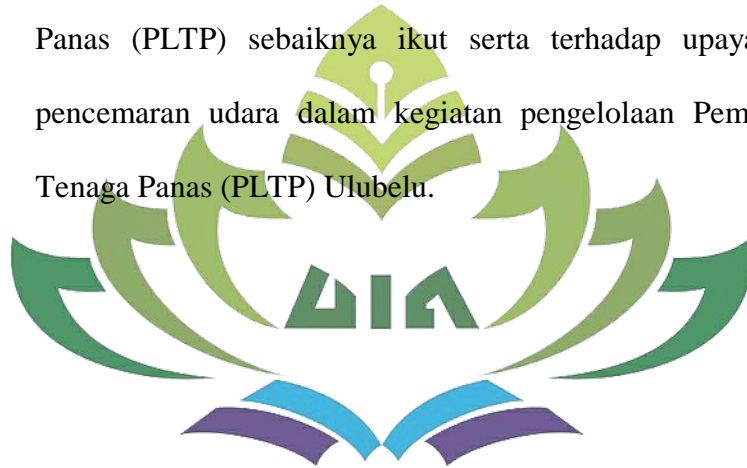 Panas (PLTP) sebaiknya ikut serta terhadap upaya
pencemaran udara dalam kegiatan pengelolaan Pem
Tenaga Panas (PLTP) Ulubelu.
UIN